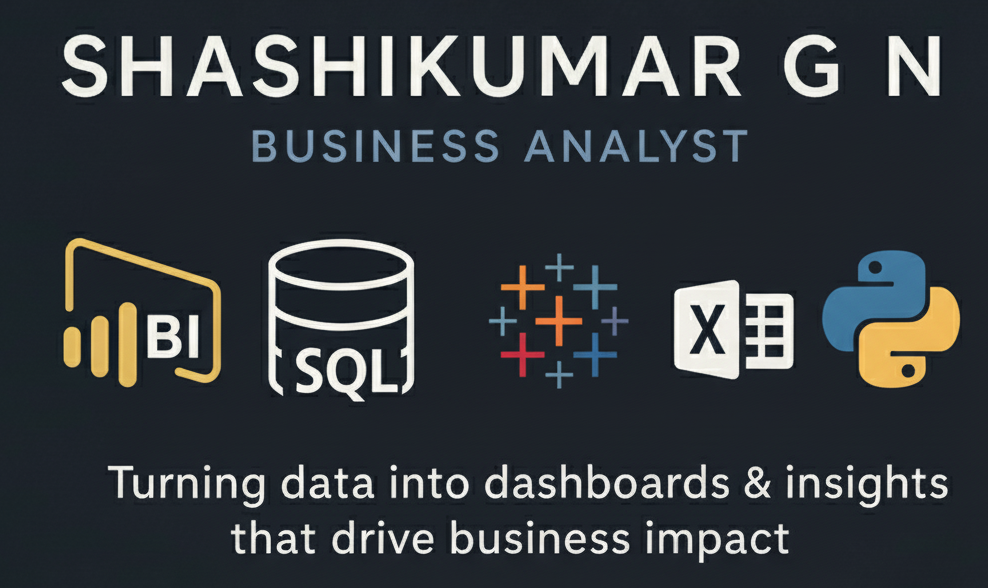 SHASHIKUMAR G N
BUSINESS ANALYST
BI
SQL
X
Turning data into dashboards & insights
that drive business impact